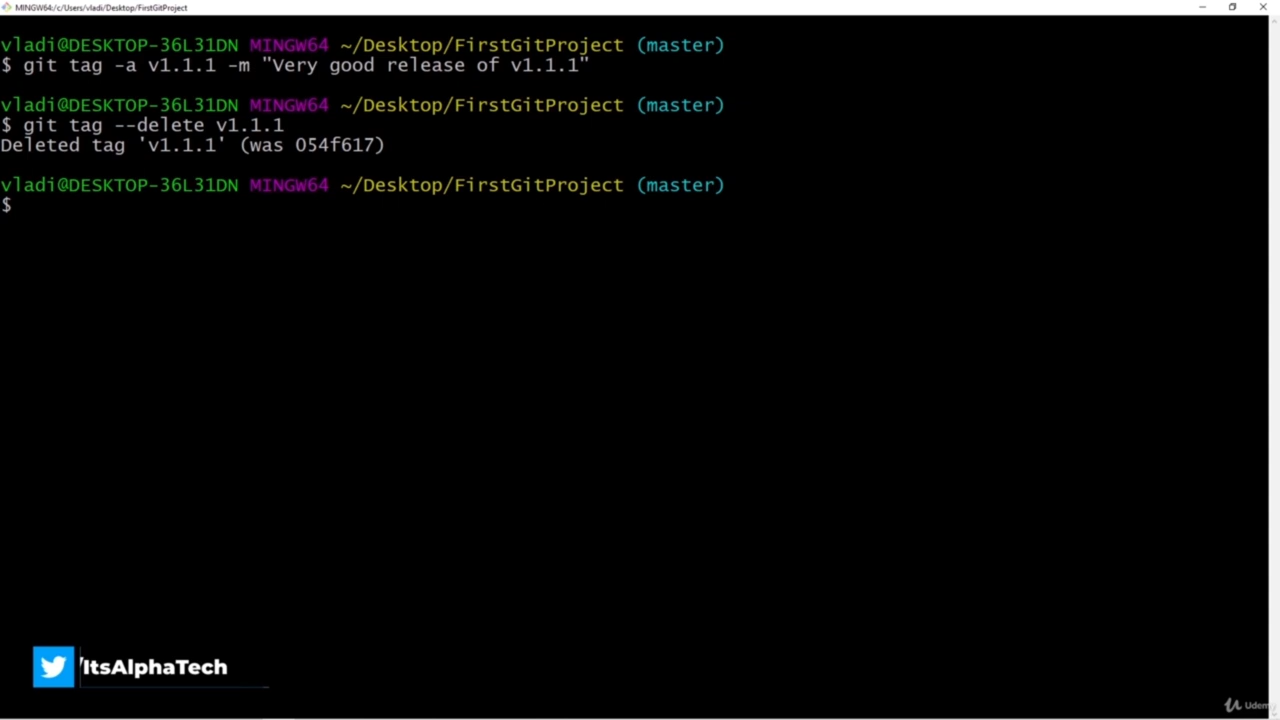 MINGW64:/c/Users/vladi/Desktop/FirstGitProject
vladi@DESKTOP-36L31DN MINGW64 ~/Desktop/FirstGitProject (master)
$ git tag -a v1.1.1 -m "Very good release of v1.1.1"
vladi@DESKTOP-36L31DN MINGW64 ~/Desktop/FirstGitProject (master)
$ git tag --delete v1.1.1
Deleted tag 'v1.1.1' (was 054f617)
vladi@DESKTOP-36L31DN MINGW64 ~/Desktop/FirstGitProject (master)
$
/ItsAlphaTech
Udemy